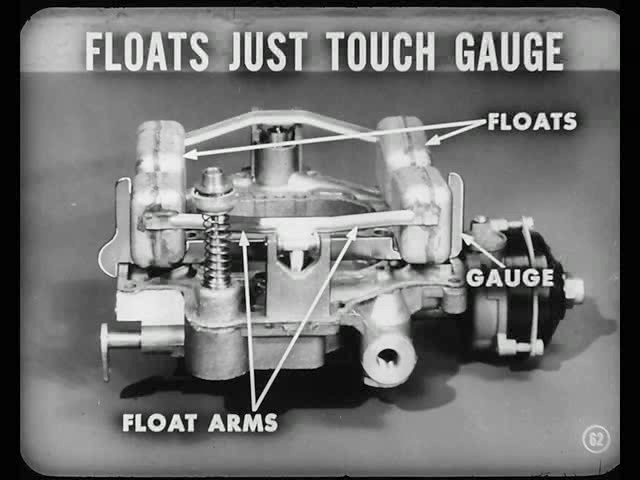 FLOATS JUST TOUCH GAUGE
FLOATS
GAUGE
FLOAT ARMS
62